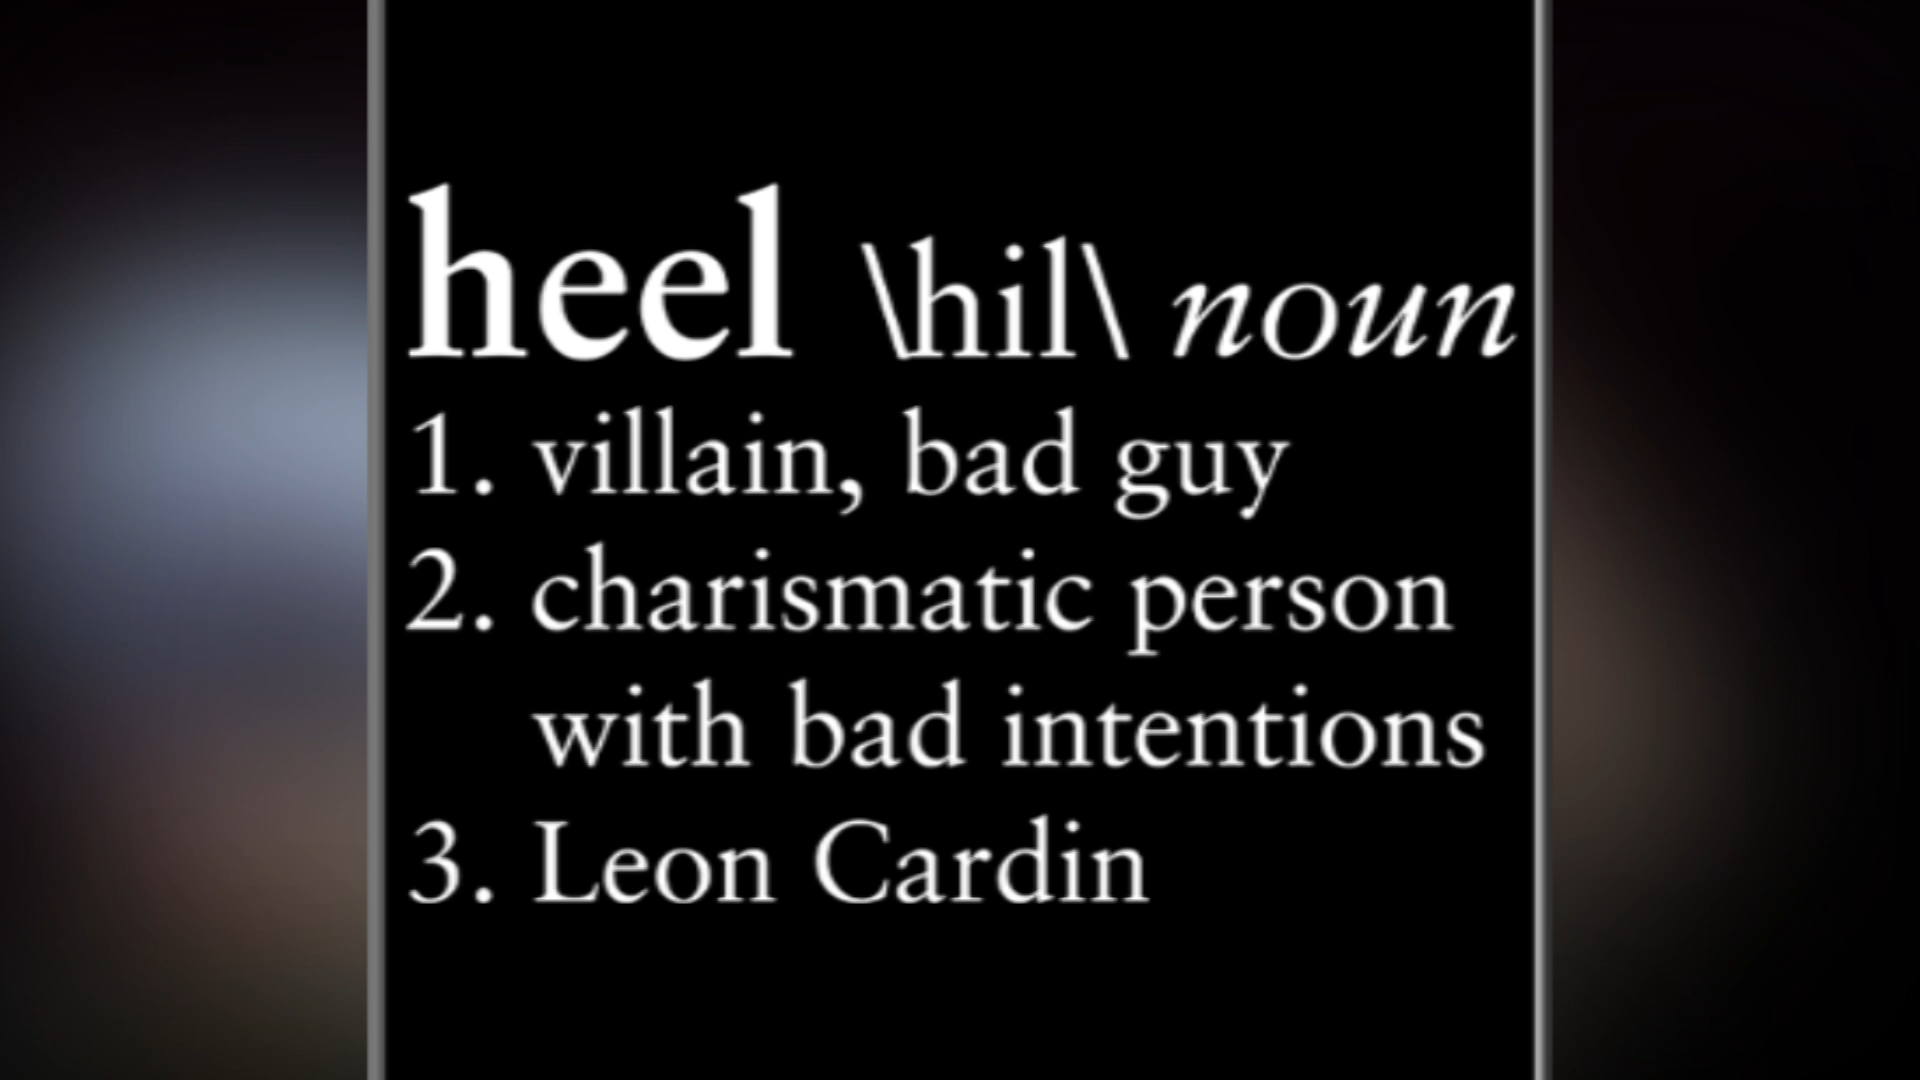 heel \hil\ noun
1. villain, bad guy
2. charismatic person
with bad intentions
3. Leon Cardin